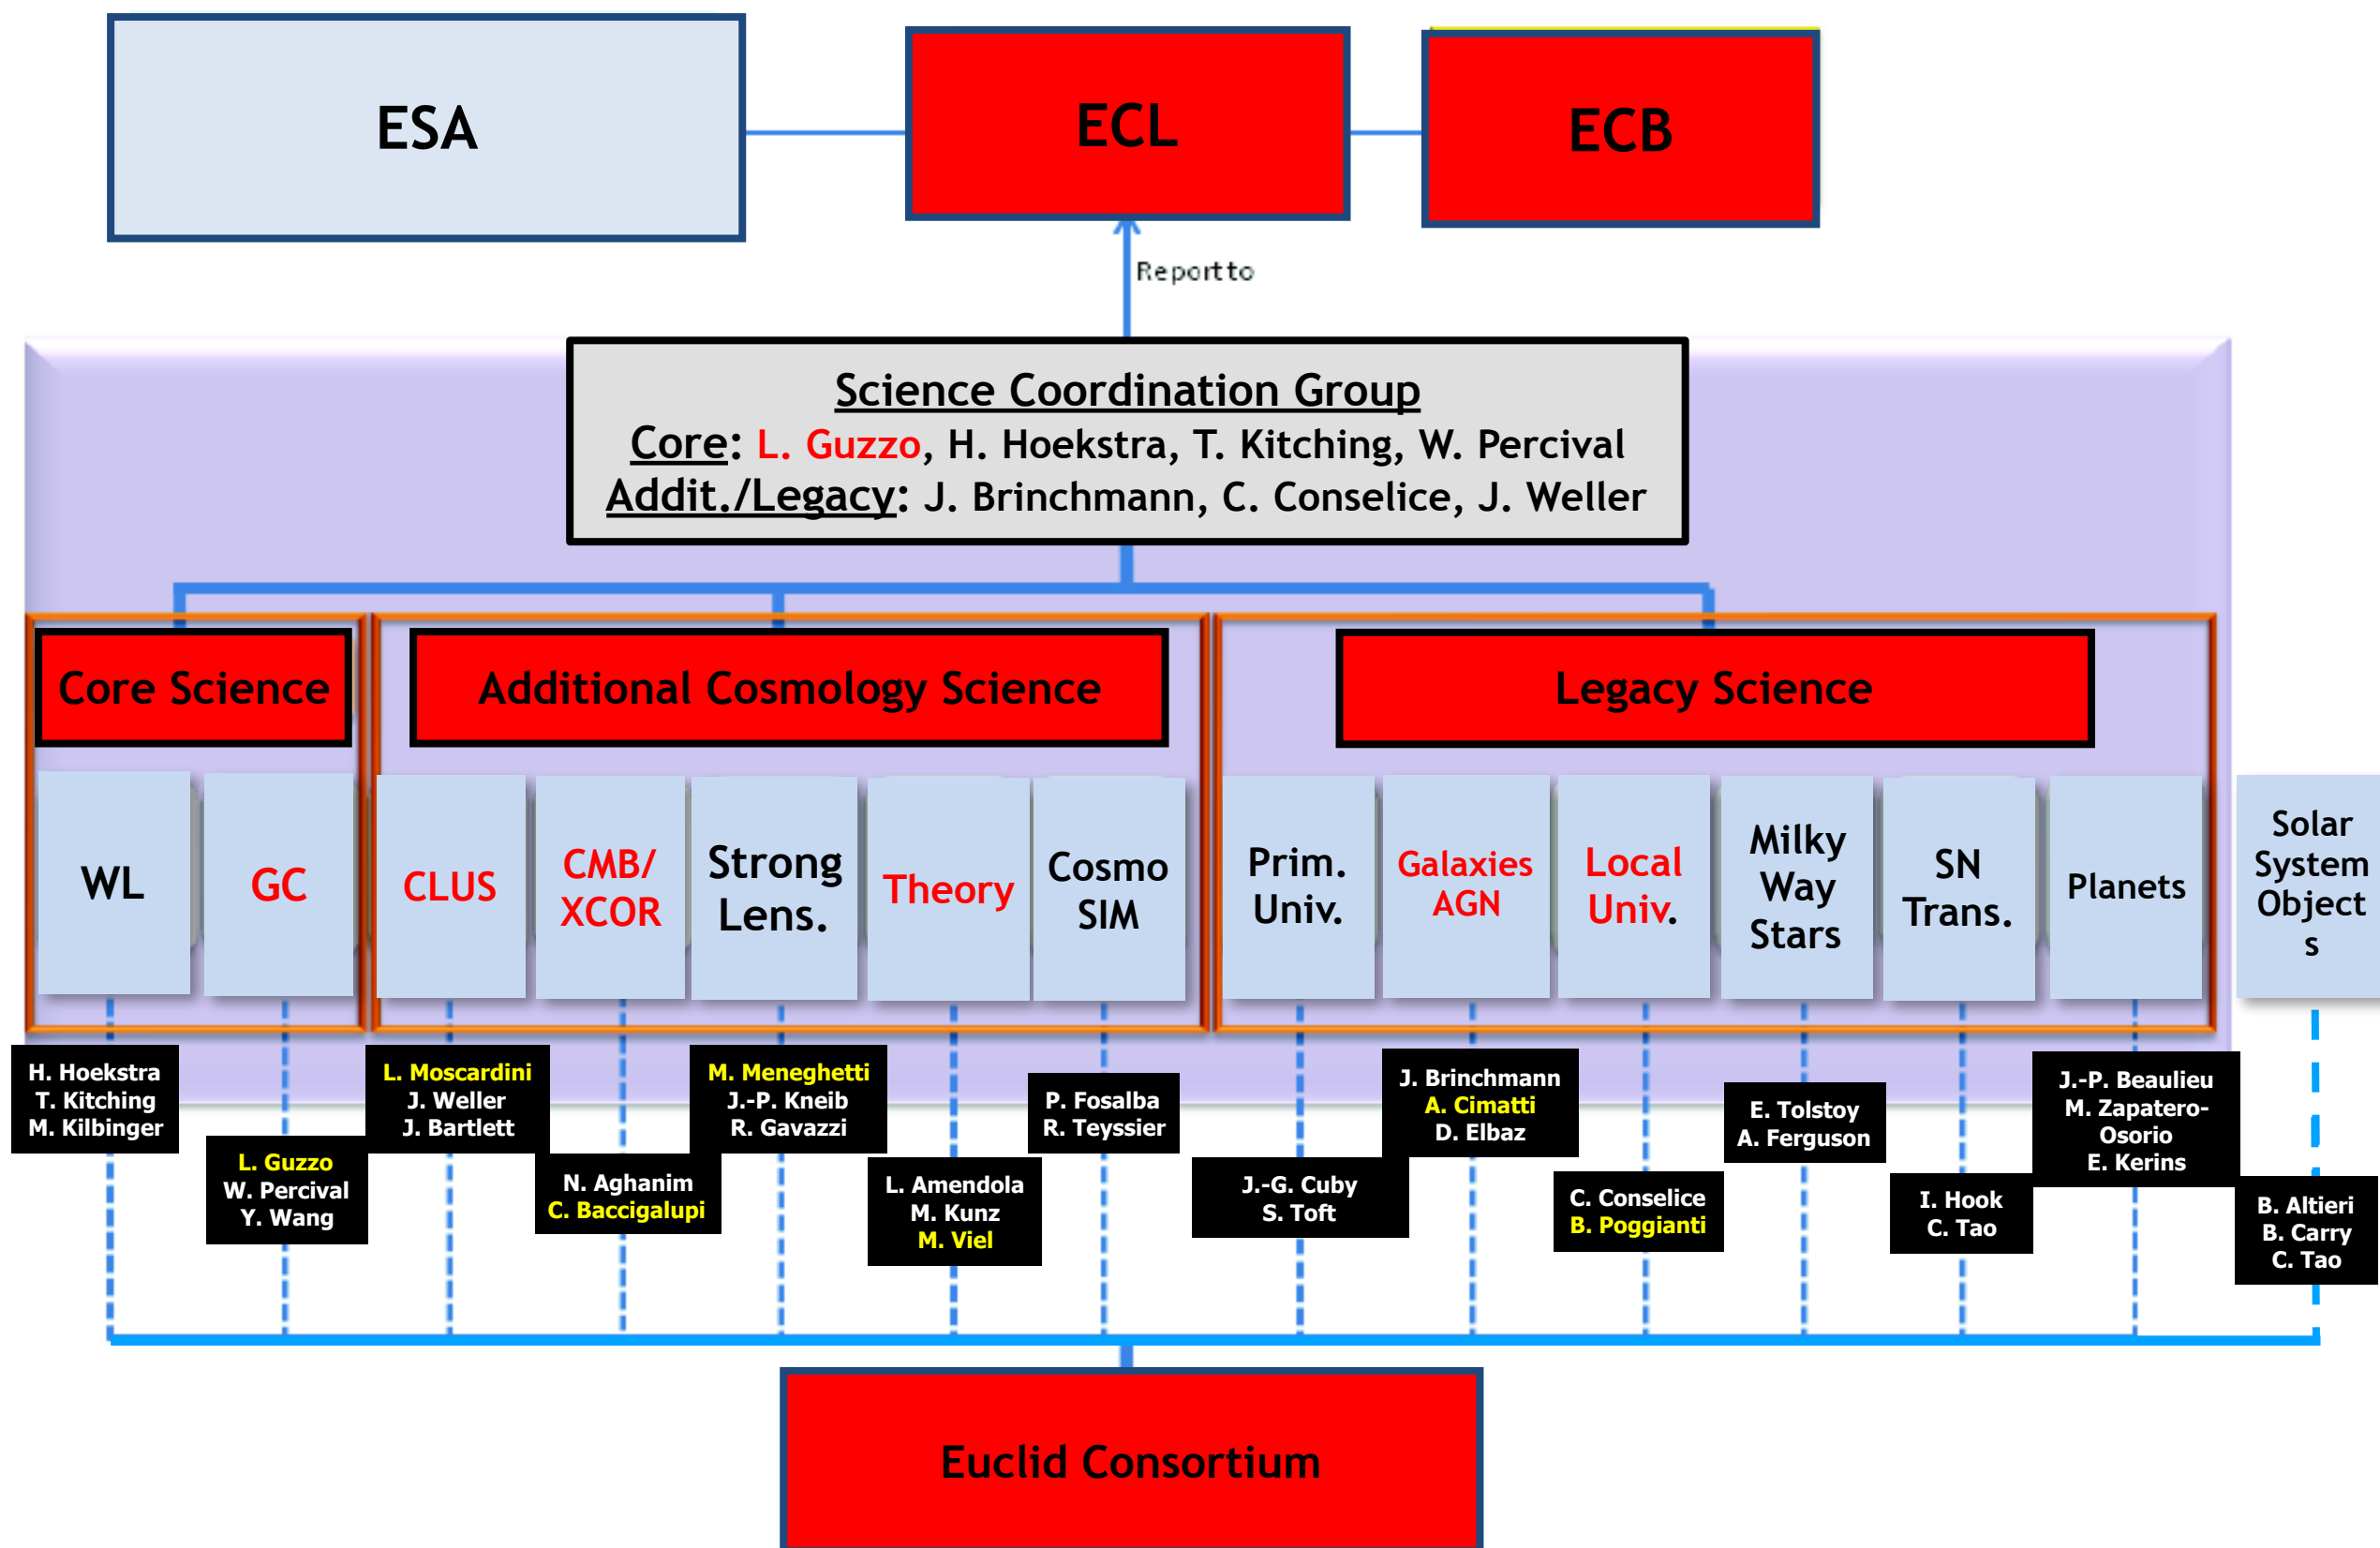 ESA
ECL
ECB
Report to
Science Coordination Group
Core: L. Guzzo, H. Hoekstra, T. Kitching, W. Percival
Addit./Legacy: J. Brinchmann, C. Conselice, J. Weller
Core Science
Additional Cosmology Science
Legacy Science
WL
GC
CLUS
CMB/
XCOR
Strong
Lens.
Theory
Cosmo
SIM
Prim.
Univ.
Galaxies
AGN
Local
Univ.
Milky
Way
Stars
SN
Trans.
Planets
Solar
System
Object
s
H. Hoekstra
T. Kitching
M. Kilbinger
L. Guzzo
W. Percival
Y. Wang
L. Moscardini
J. Weller
J. Bartlett
N. Aghanim
C. Baccigalupi
M. Meneghetti
J.-P. Kneib
R. Gavazzi
L. Amendola
M. Kunz
M. Viel
P. Fosalba
R. Teyssier
J.-G. Cuby
S. Toft
J. Brinchmann
A. Cimatti
D. Elbaz
C. Conselice
B. Poggianti
E. Tolstoy
A. Ferguson
I. Hook
C. Tao
J.-P. Beaulieu
M. Zapatero-
Osorio
E. Kerins
B. Altieri
B. Carry
C. Tao
Euclid Consortium